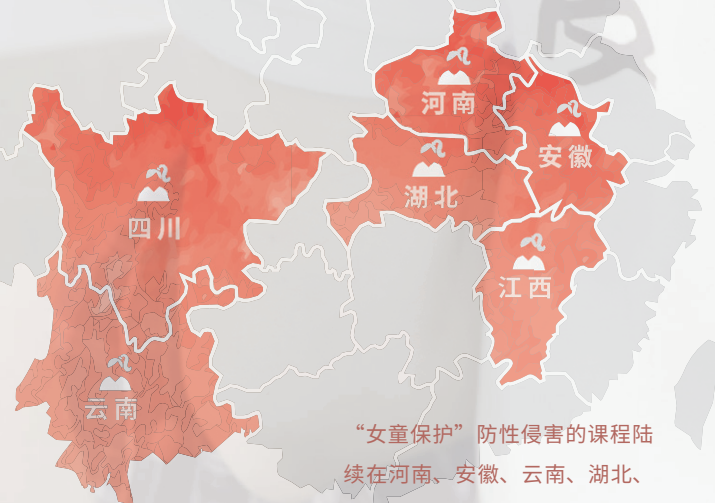 河南
安徽
湖北
四川
江西
云南
“女童保护”防性侵害的课程陆
续在河南、安徽、云南、湖北、